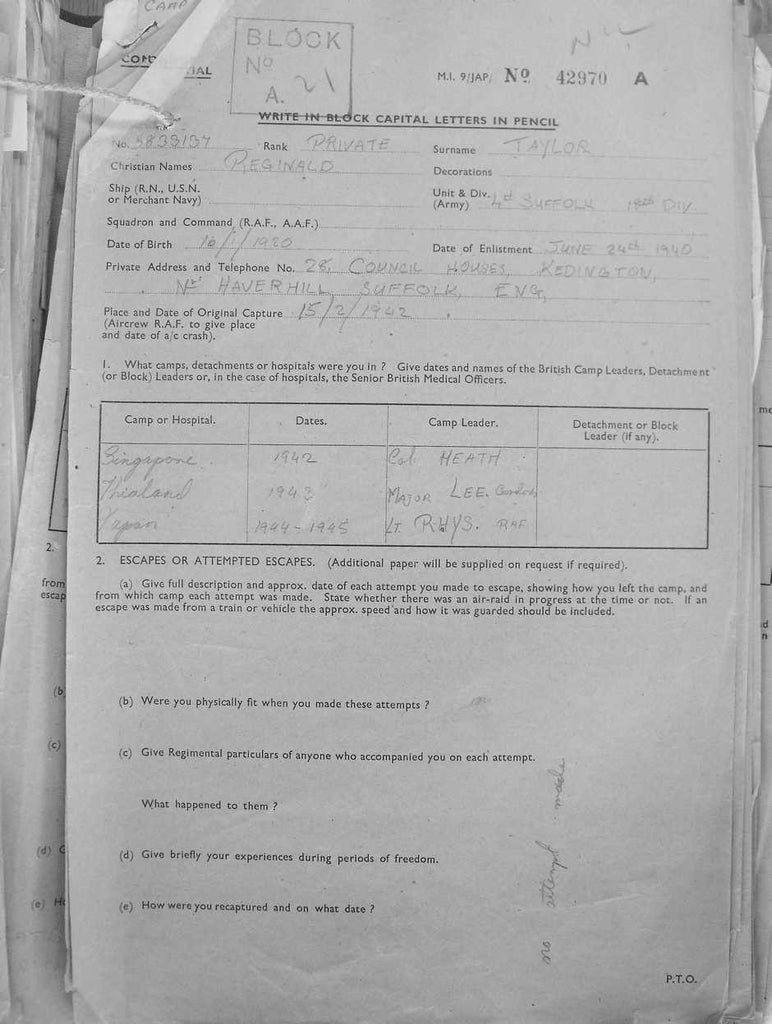 CAMP
BLOCK
No
A. 21
M.I. 9/JAP/ No 42970 A
WRITE IN BLOCK CAPITAL LETTERS IN PENCIL
No. Rank PRIVATE Surname TAYLOR
Christian Names REGINALD Decorations
Ship (R.N., U.S.N.
or Merchant Navy)
Unit & Div.
(Army) SUFFOLK 18th DIV.
Squadron and Command (R.A.F., A.A.F.)
Date of Birth 16/1/1920 Date of Enlistment JUNE 24th 1940
Private Address and Telephone No. 28, COUNCIL HOUSES, KEDINGTON,
Nr HAVERHILL, SUFFOLK, ENG,
Place and Date of Original Capture 15/2/1942.
(Aircrew R.A.F. to give place
and date of a/c crash).
1. What camps, detachments or hospitals were you in ? Give dates and names of the British Camp Leaders, Detachment
(or Block) Leaders or, in the case of hospitals, the Senior British Medical Officers.
Camp or Hospital. Dates. Camp Leader. Detachment or Block
Leader (if any).
Singapore. 1942 Col. HEATH.
Thialand 1943 MAJOR LEE. Gordons
Japan 1944-1945 LT. RHYS. RAF
2. ESCAPES OR ATTEMPTED ESCAPES. (Additional paper will be supplied on request if required).
(a) Give full description and approx. date of each attempt you made to escape, showing how you left the camp, and
from which camp each attempt was made. State whether there was an air-raid in progress at the time or not. If an
escape was made from a train or vehicle the approx. speed and how it was guarded should be included.
(b) Were you physically fit when you made these attempts ?
(c) Give Regimental particulars of anyone who accompanied you on each attempt.
What happened to them ?
(d) Give briefly your experiences during periods of freedom.
(e) How were you recaptured and on what date ?
no attempt made
P.T.O.
2.
from
escap
(b
(c)
(d) G
(e) H